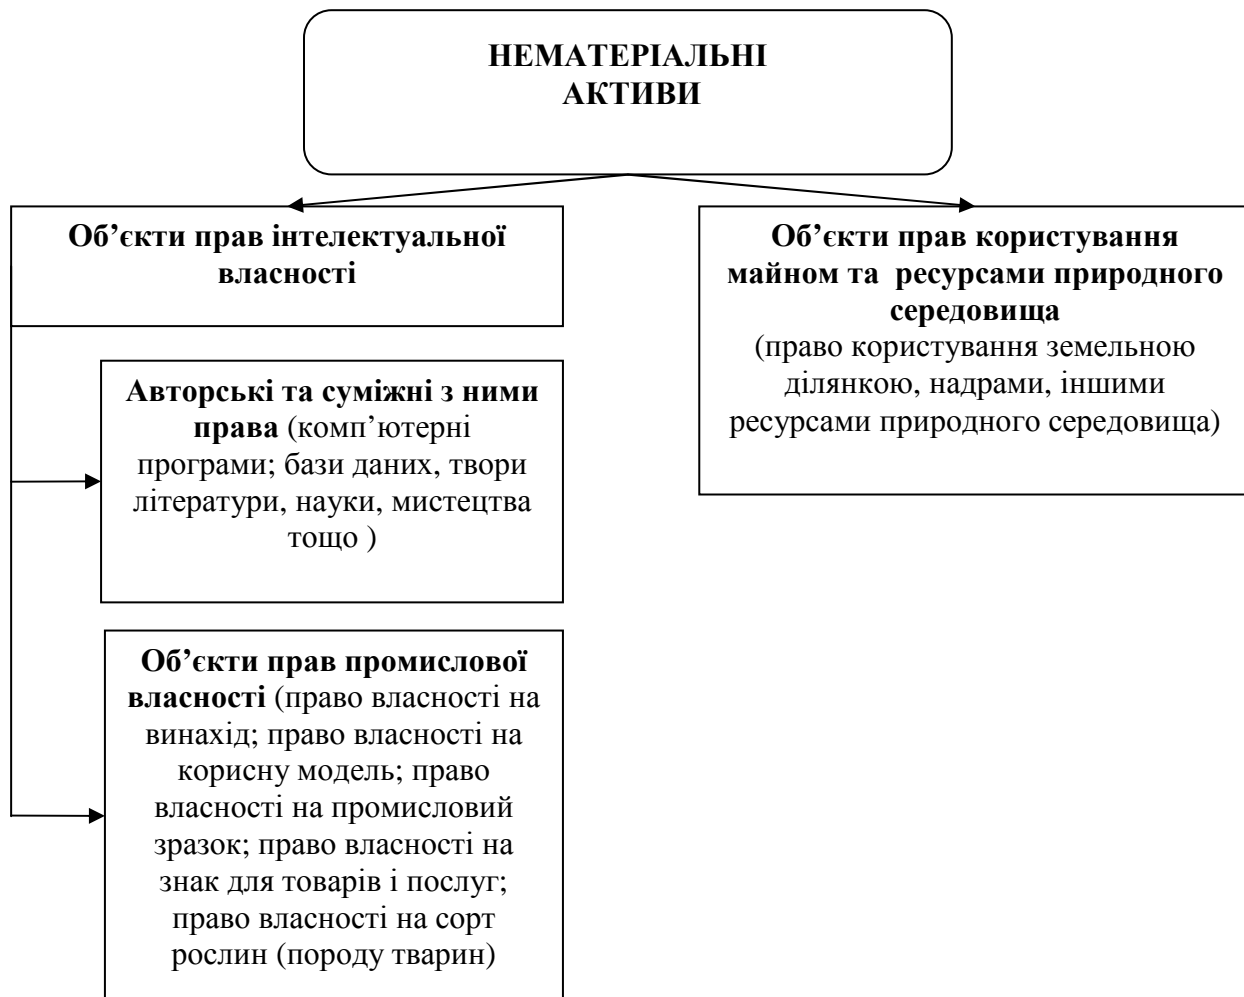 НЕМАТЕРІАЛЬНІ
АКТИВИ
Об’єкти прав інтелектуальної
власності
Об’єкти прав користування
майном та ресурсами природного
середовища
(право користування земельною
ділянкою, надрами, іншими
ресурсами природного середовища)
Авторські та суміжні з ними
права (комп’ютерні
програми; бази даних, твори
літератури, науки, мистецтва
тощо )
Об’єкти прав промислової
власності (право власності на
винахід; право власності на
корисну модель; право
власності на промисловий
зразок; право власності на
знак для товарів і послуг;
право власності на сорт
рослин (породу тварин)